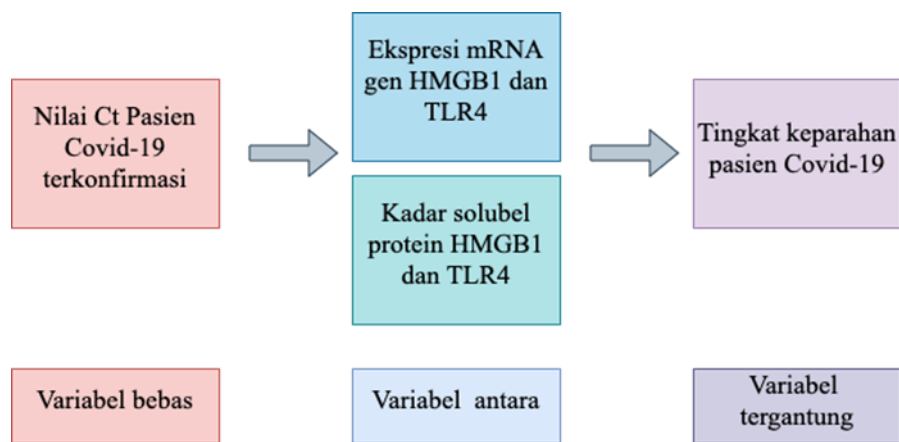 Nilai Ct Pasien
Covid-19
terkonfirmasi
Ekspresi mRNA
gen HMGB1 dan
TLR4
Kadar solubel
protein HMGB1
dan TLR4
Tingkat keparahan
pasien Covid-19
Variabel bebas
Variabel antara
Variabel
tergantung